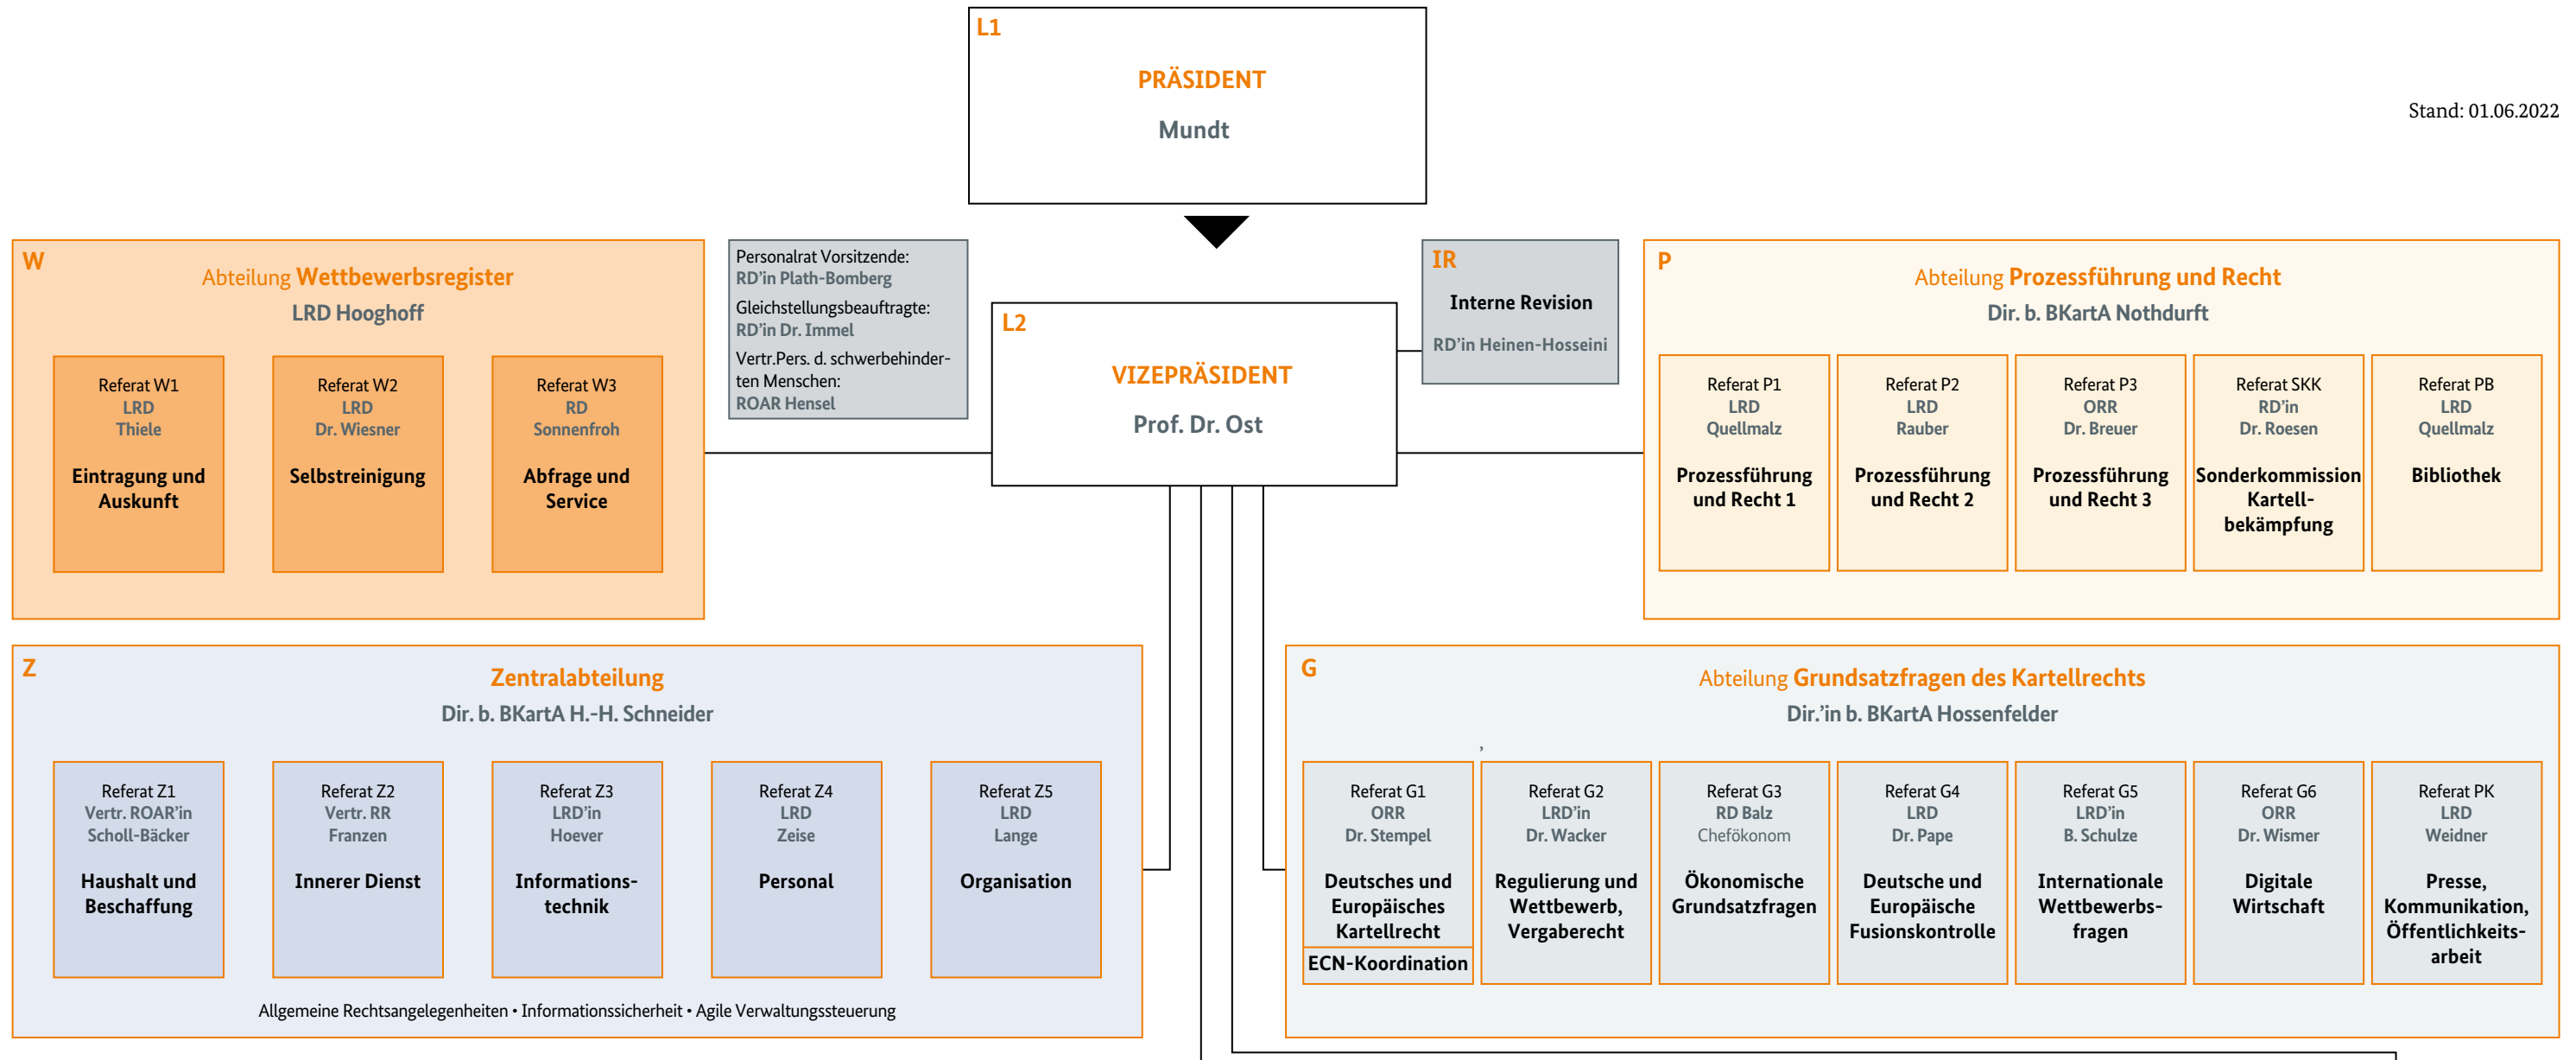 L1
PRÄSIDENT
Mundt
Stand: 01.06.2022
W
Abteilung Wettbewerbsregister
LRD Hooghoff
Referat W1
LRD
Thiele
Eintragung und
Auskunft
Referat W2
LRD
Dr. Wiesner
Selbstreinigung
Referat W3
RD
Sonnenfroh
Abfrage und
Service
Personalrat Vorsitzende:
RD’in Plath-Bomberg
Gleichstellungsbeauftragte:
RD’in Dr. Immel
Vertr.Pers. d. schwerbehinder-
ten Menschen:
ROAR Hensel
L2
VIZEPRÄSIDENT
Prof. Dr. Ost
IR
Interne Revision
RD’in Heinen-Hosseini
P
Abteilung Prozessführung und Recht
Dir. b. BKartA Nothdurft
Referat P1
LRD
Quellmalz
Prozessführung
und Recht 1
Referat P2
LRD
Rauber
Prozessführung
und Recht 2
Referat P3
ORR
Dr. Breuer
Prozessführung
und Recht 3
Referat SKK
RD’in
Dr. Roesen
Sonderkommission
Kartell-
bekämpfung
Referat PB
LRD
Quellmalz
Bibliothek
Z
Zentralabteilung
Dir. b. BKartA H.-H. Schneider
Referat Z1
Vertr. ROAR’in
Scholl-Bäcker
Haushalt und
Beschaffung
Referat Z2
Vertr. RR
Franzen
Innerer Dienst
Referat Z3
LRD’in
Hoever
Informations-
technik
Referat Z4
LRD
Zeise
Personal
Referat Z5
LRD
Lange
Organisation
Allgemeine Rechtsangelegenheiten • Informationssicherheit • Agile Verwaltungssteuerung
G
Abteilung Grundsatzfragen des Kartellrechts
Dir.’in b. BKartA Hossenfelder
,
Referat G1
ORR
Dr. Stempel
Deutsches und
Europäisches
Kartellrecht
ECN-Koordination
Referat G2
LRD’in
Dr. Wacker
Regulierung und
Wettbewerb,
Vergaberecht
Referat G3
RD Balz
Chefökonom
Ökonomische
Grundsatzfragen
Referat G4
LRD
Dr. Pape
Deutsche und
Europäische
Fusionskontrolle
Referat G5
LRD’in
B. Schulze
Internationale
Wettbewerbs-
fragen
Referat G6
ORR
Dr. Wismer
Digitale
Wirtschaft
Referat PK
LRD
Weidner
Presse,
Kommunikation,
Öffentlichkeits-
arbeit